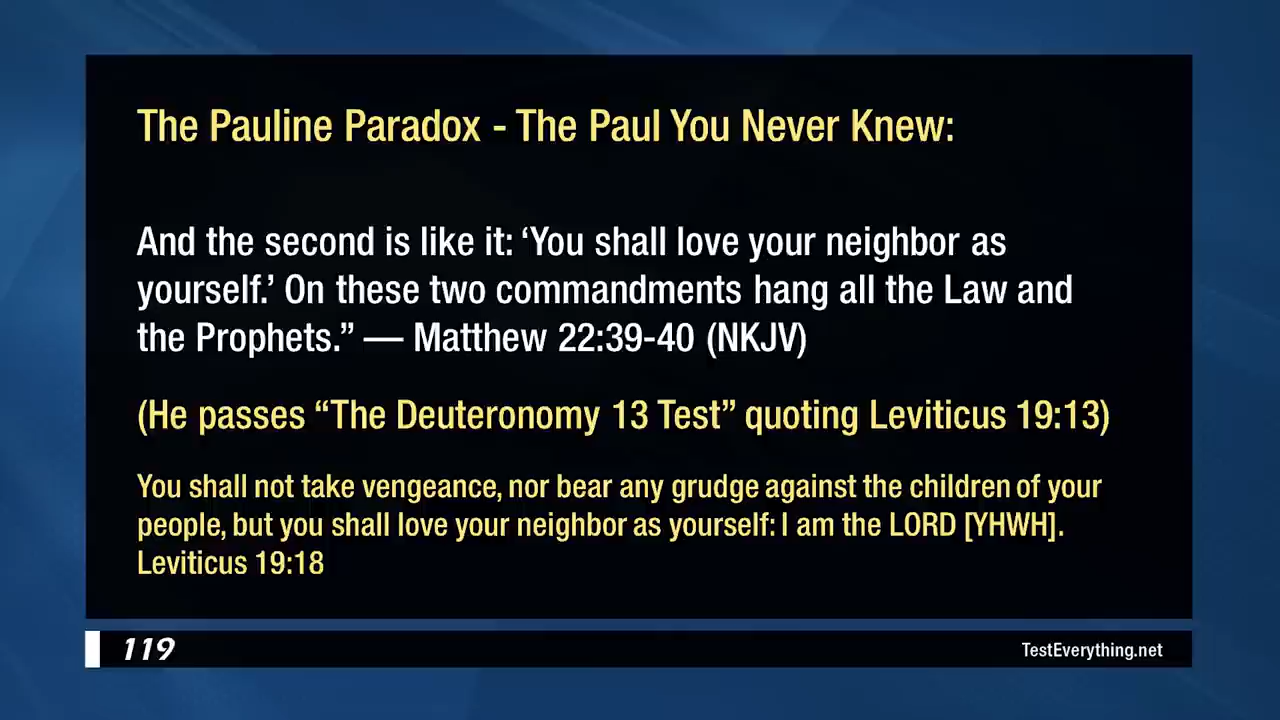 The Pauline Paradox - The Paul You Never Knew:
And the second is like it: ‘You shall love your neighbor as
yourself.’ On these two commandments hang all the Law and
the Prophets.” — Matthew 22:39-40 (NKJV)
(He passes “The Deuteronomy 13 Test” quoting Leviticus 19:13)
You shall not take vengeance, nor bear any grudge against the children of your
people, but you shall love your neighbor as yourself: I am the LORD [YHWH].
Leviticus 19:18
119
TestEverything.net